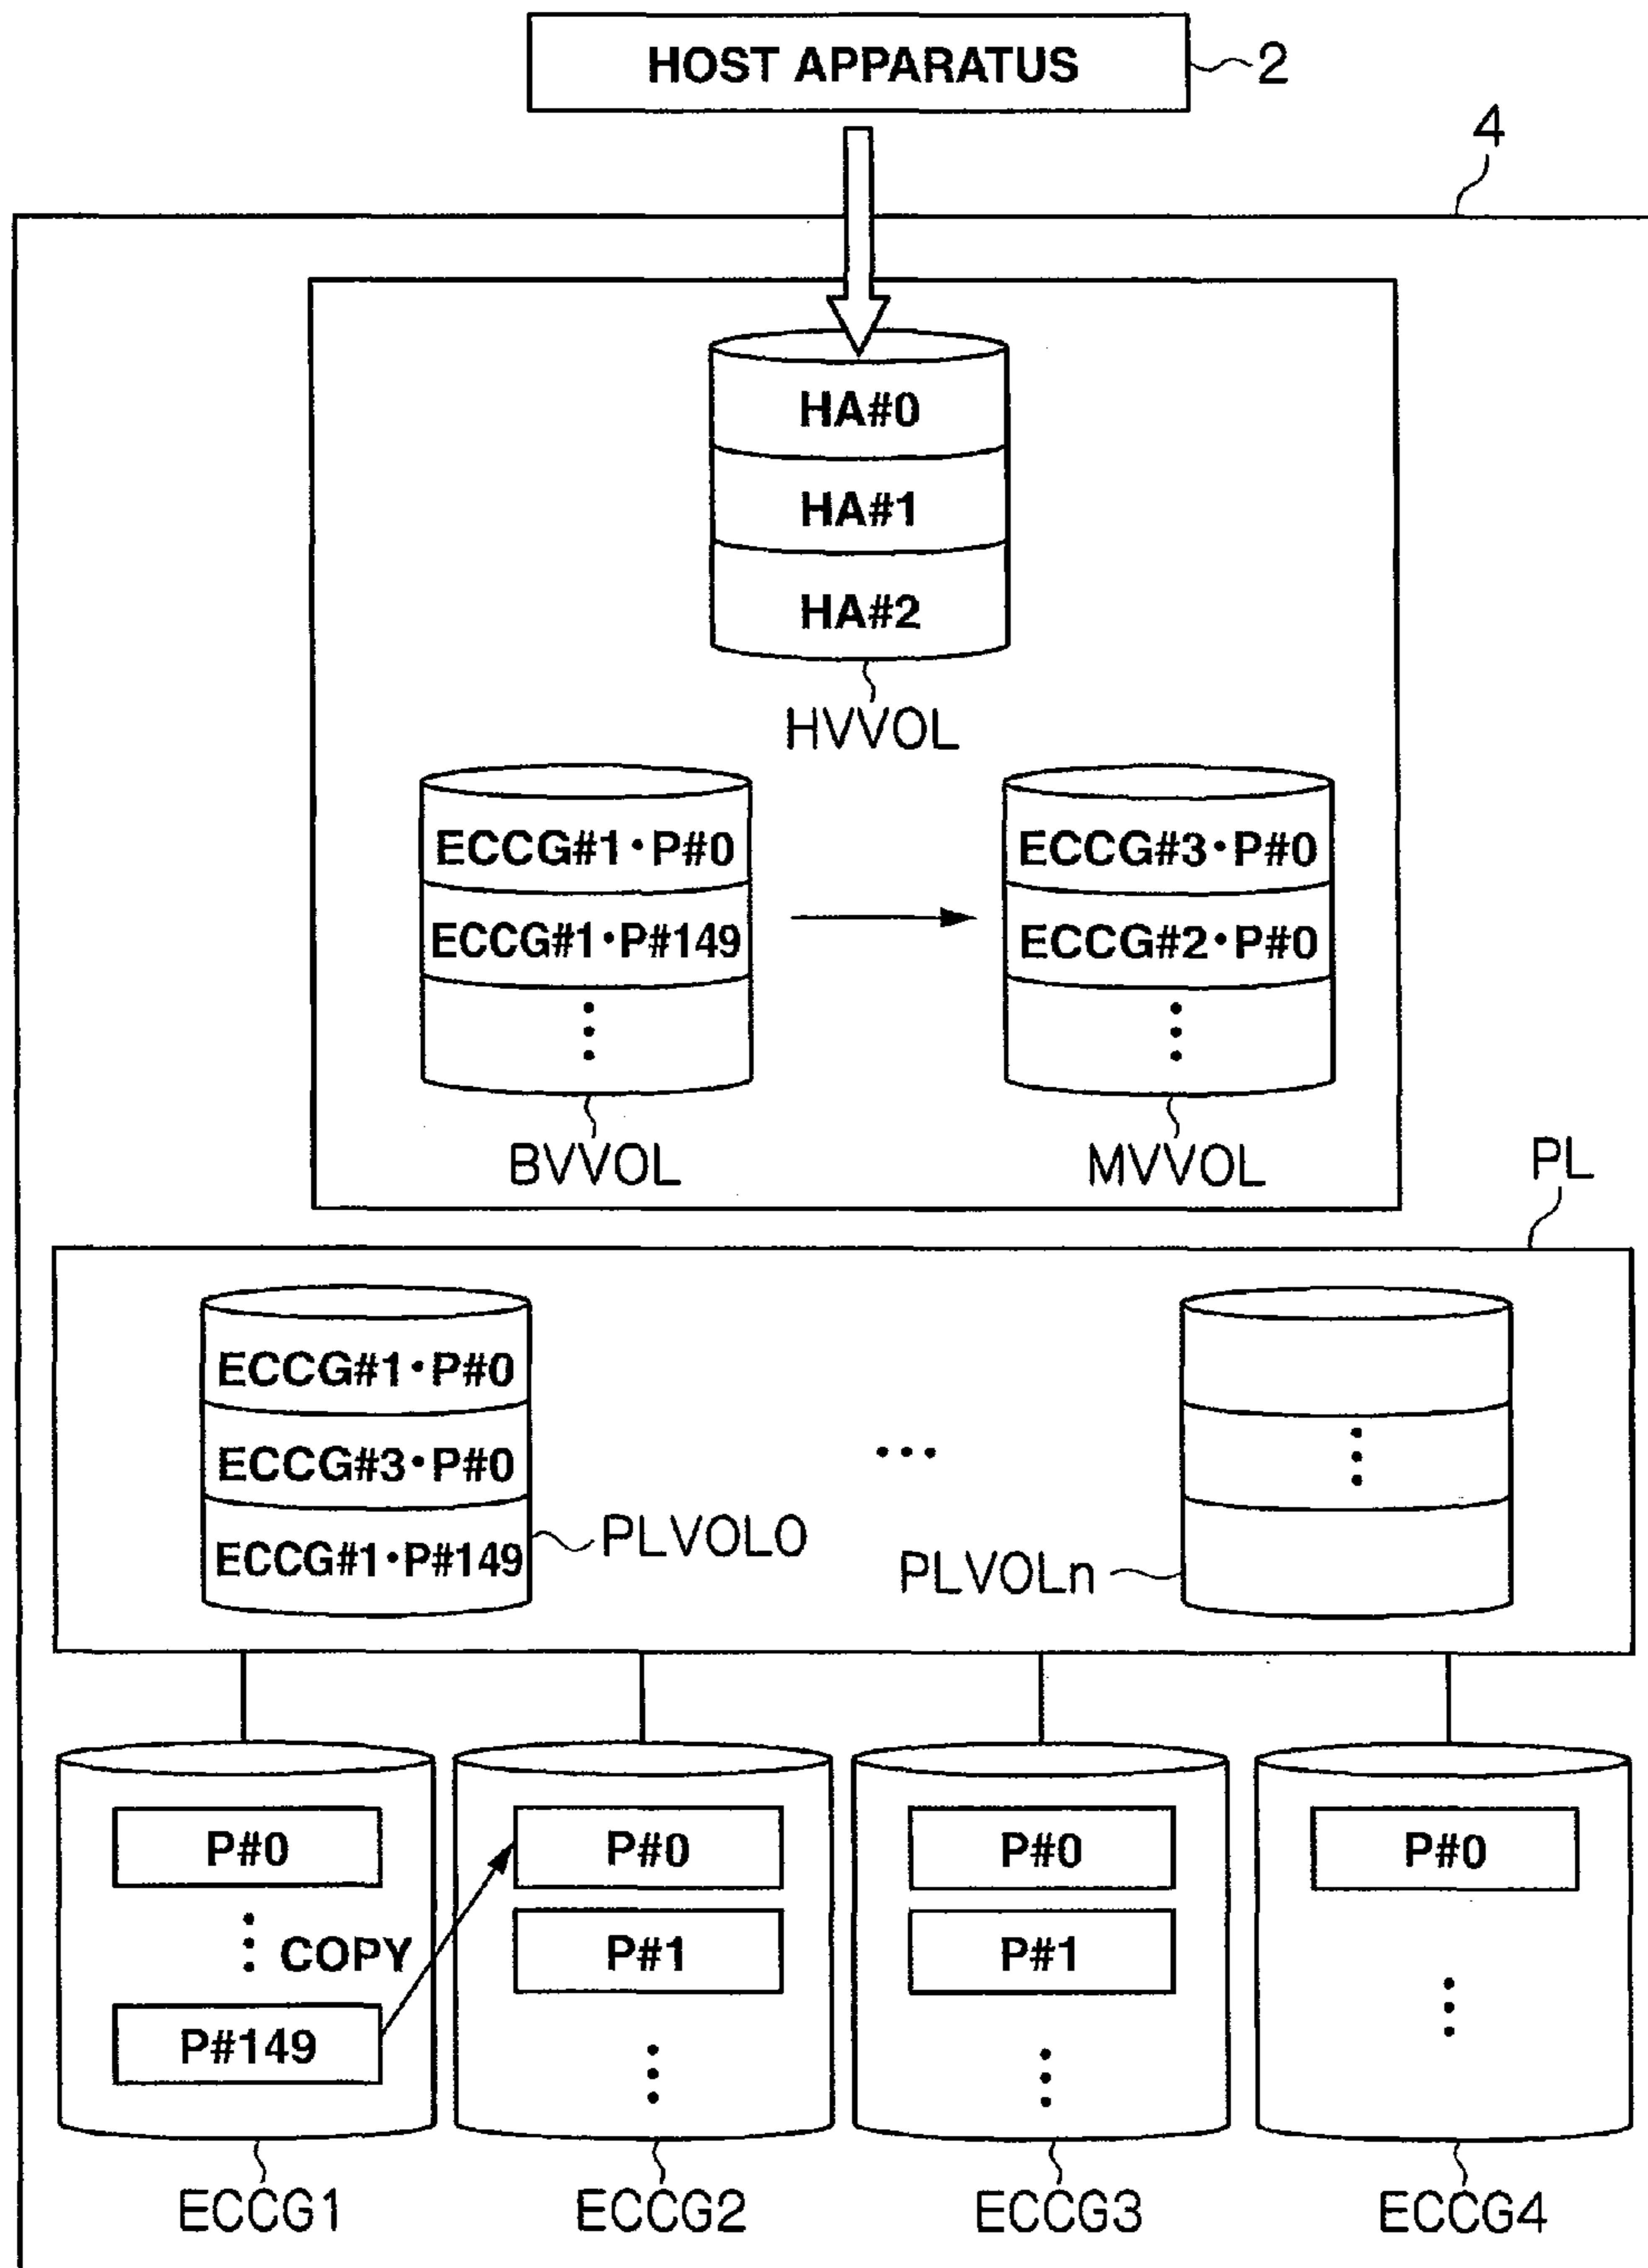 HOST APPARATUS
2
4
HA#0
HA#1
HA#2
HVVOL
ECCG#1·P#0
ECCG#1·P#149
BVVOL
ECCG#3·P#0
ECCG#2·P#0
MVVOL
PL
ECCG#1·P#0
ECCG#3·P#0
ECCG#1·P#149
PLVOL0
PLVOLn
P#0
COPY
P#149
ECCG1
P#0
P#1
ECCG2
P#0
P#1
ECCG3
P#0
ECCG4